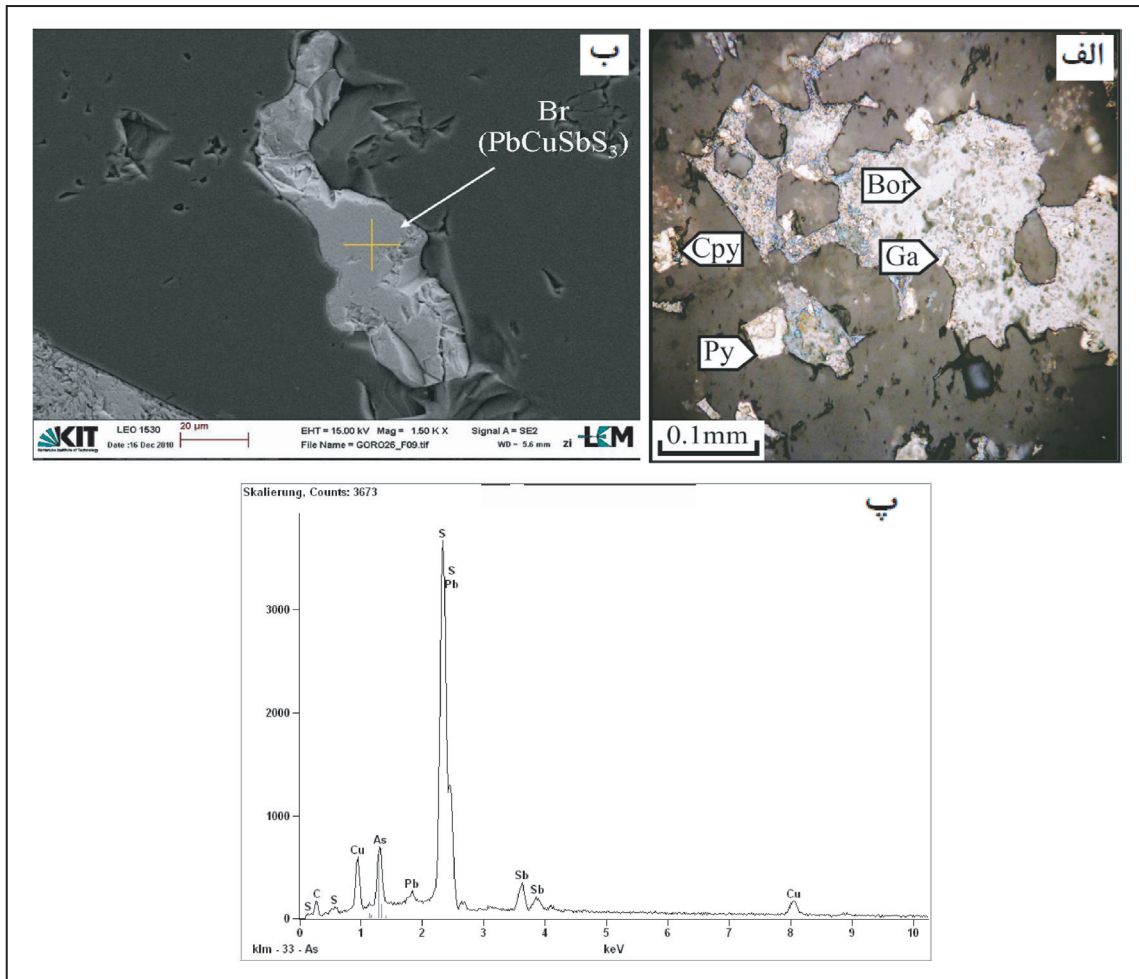 ب
Br
(PbCuSbS₃)
KIT
LEO 1530
Date :16 Dec 2010
20 µm
EHT = 15.00 kV Mag = 1.50 K X Signal A = SE2
File Name = GORO25_F09.tif WD = 5.6 mm
zi LEM
الف
Bor
Cpy
Ga
Py
0.1mm
Skalierung, Counts: 3673
پ
S
S
Pb
3000
2000
1000
0
S
C
S
Cu
As
Pb
Sb
Sb
Cu
0 1 2 3 4 5 6 7 8 9 10
klm - 33 - As keV